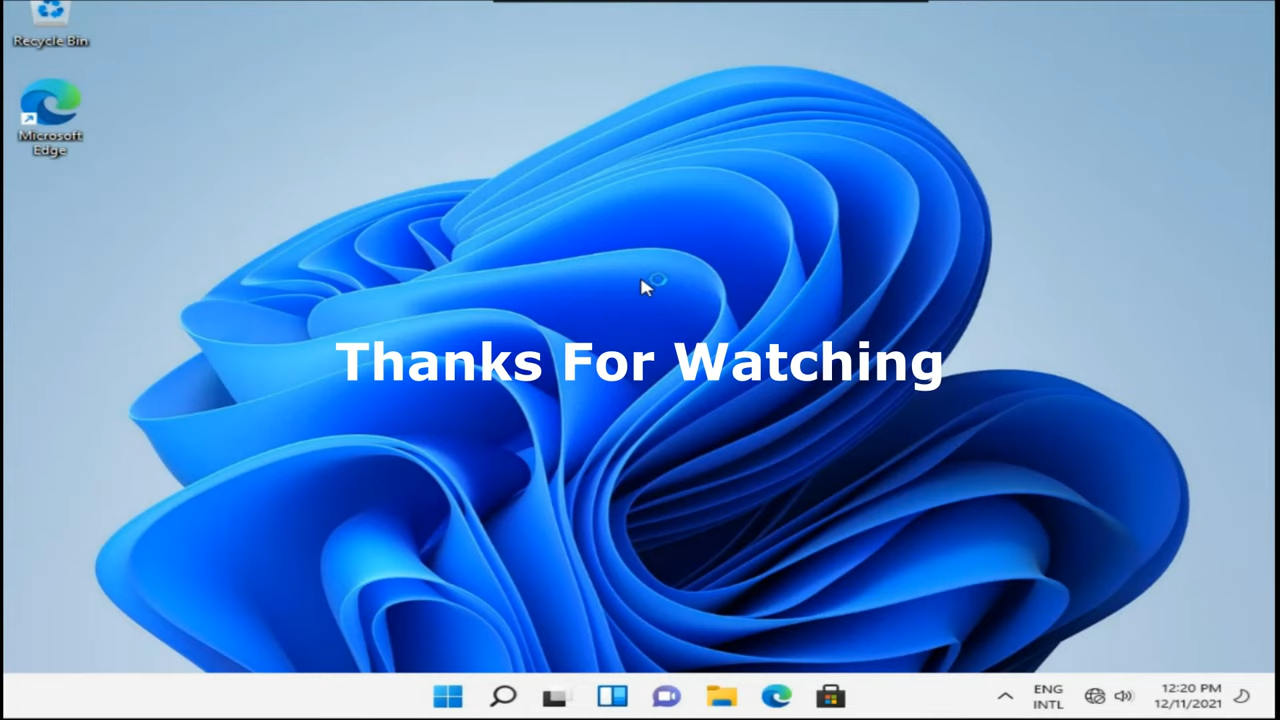 Recycle Bin
Microsoft
Edge
Thanks For Watching
ENG
INTL
12:20 PM
12/11/2021